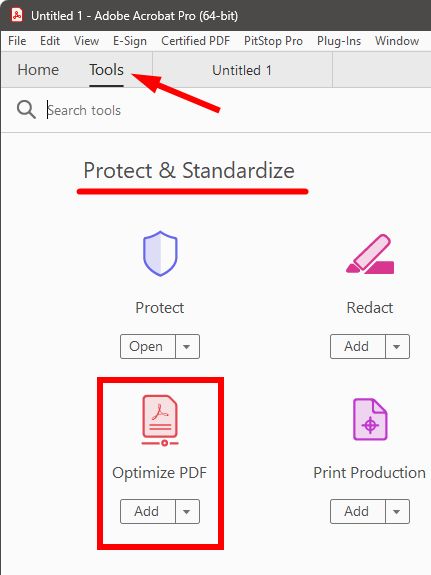 Untitled 1 - Adobe Acrobat Pro (64-bit)
File View E-Sign Certified PDF PitStop Pro Plug-Ins Window
Home Tools Untitled 1
Search tools
Protect & Standardize
Protect Redact
Open Add
Optimize PDF Print Production
Add Add